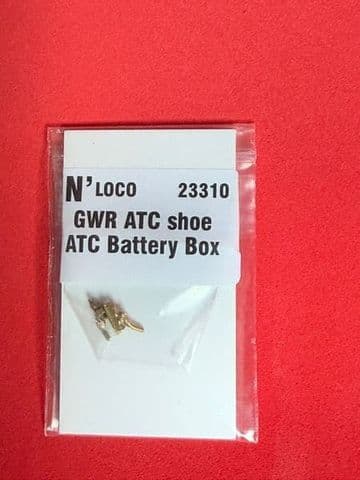 N' LOCO 23310
GWR ATC shoe
ATC Battery Box